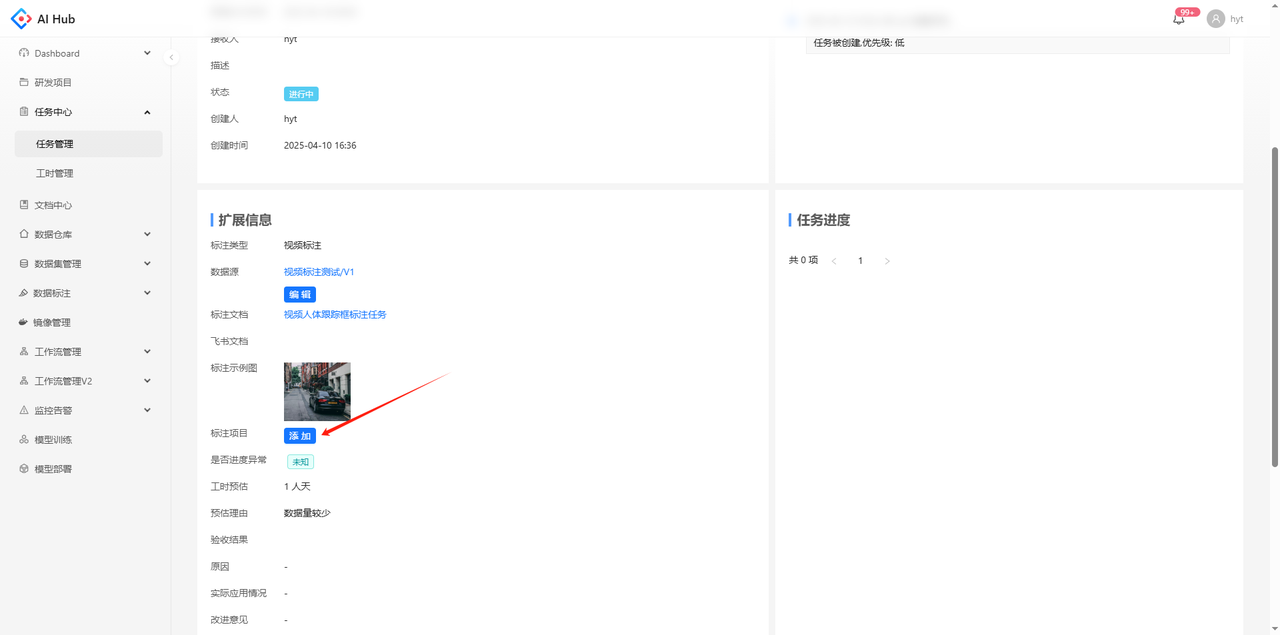 AI Hub
99+
hyt
Dashboard
研发项目
任务中心
任务管理
工时管理
文档中心
数据仓库
数据集管理
数据标注
镜像管理
工作流管理
工作流管理V2
监控告警
模型训练
模型部署
接收人 hyt
描述
状态 进行中
创建人 hyt
创建时间 2025-04-10 16:36
任务被创建,优先级: 低
扩展信息
标注类型 视频标注
数据源 视频标注测试/V1
编 辑
标注文档 视频人体跟踪框标注任务
飞书文档
标注示例图
标注项目 添 加
是否进度异常 未知
工时预估 1 人天
预估理由 数据量较少
验收结果
原因 -
实际应用情况 -
改进意见 -
任务进度
共 0 项 < 1 >